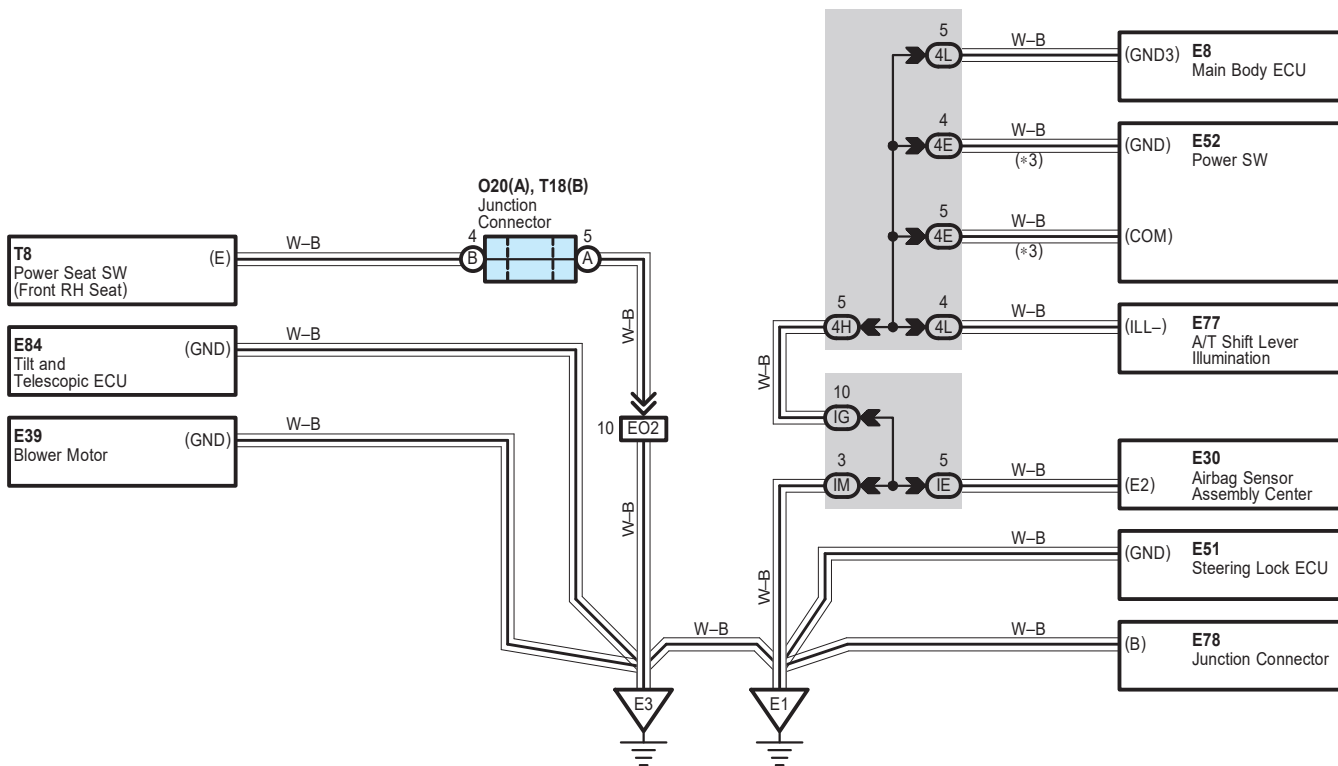 5
4L
W–B
(GND3)
E8
Main Body ECU
4
4E
W–B
(∗3)
(GND)
E52
Power SW
5
4E
W–B
(∗3)
(COM)
5
4H
4
4L
W–B
(ILL–)
E77
A/T Shift Lever
Illumination
O20(A), T18(B)
Junction
Connector
T8
Power Seat SW
(Front RH Seat)
(E)
W–B
4
B
5
A
W–B
E84
Tilt and
Telescopic ECU
(GND)
W–B
E39
Blower Motor
(GND)
W–B
10
EO2
W–B
W–B
10
IG
3
IM
5
IE
W–B
(E2)
E30
Airbag Sensor
Assembly Center
W–B
W–B
(GND)
E51
Steering Lock ECU
W–B
W–B
(B)
E78
Junction Connector
E3
E1